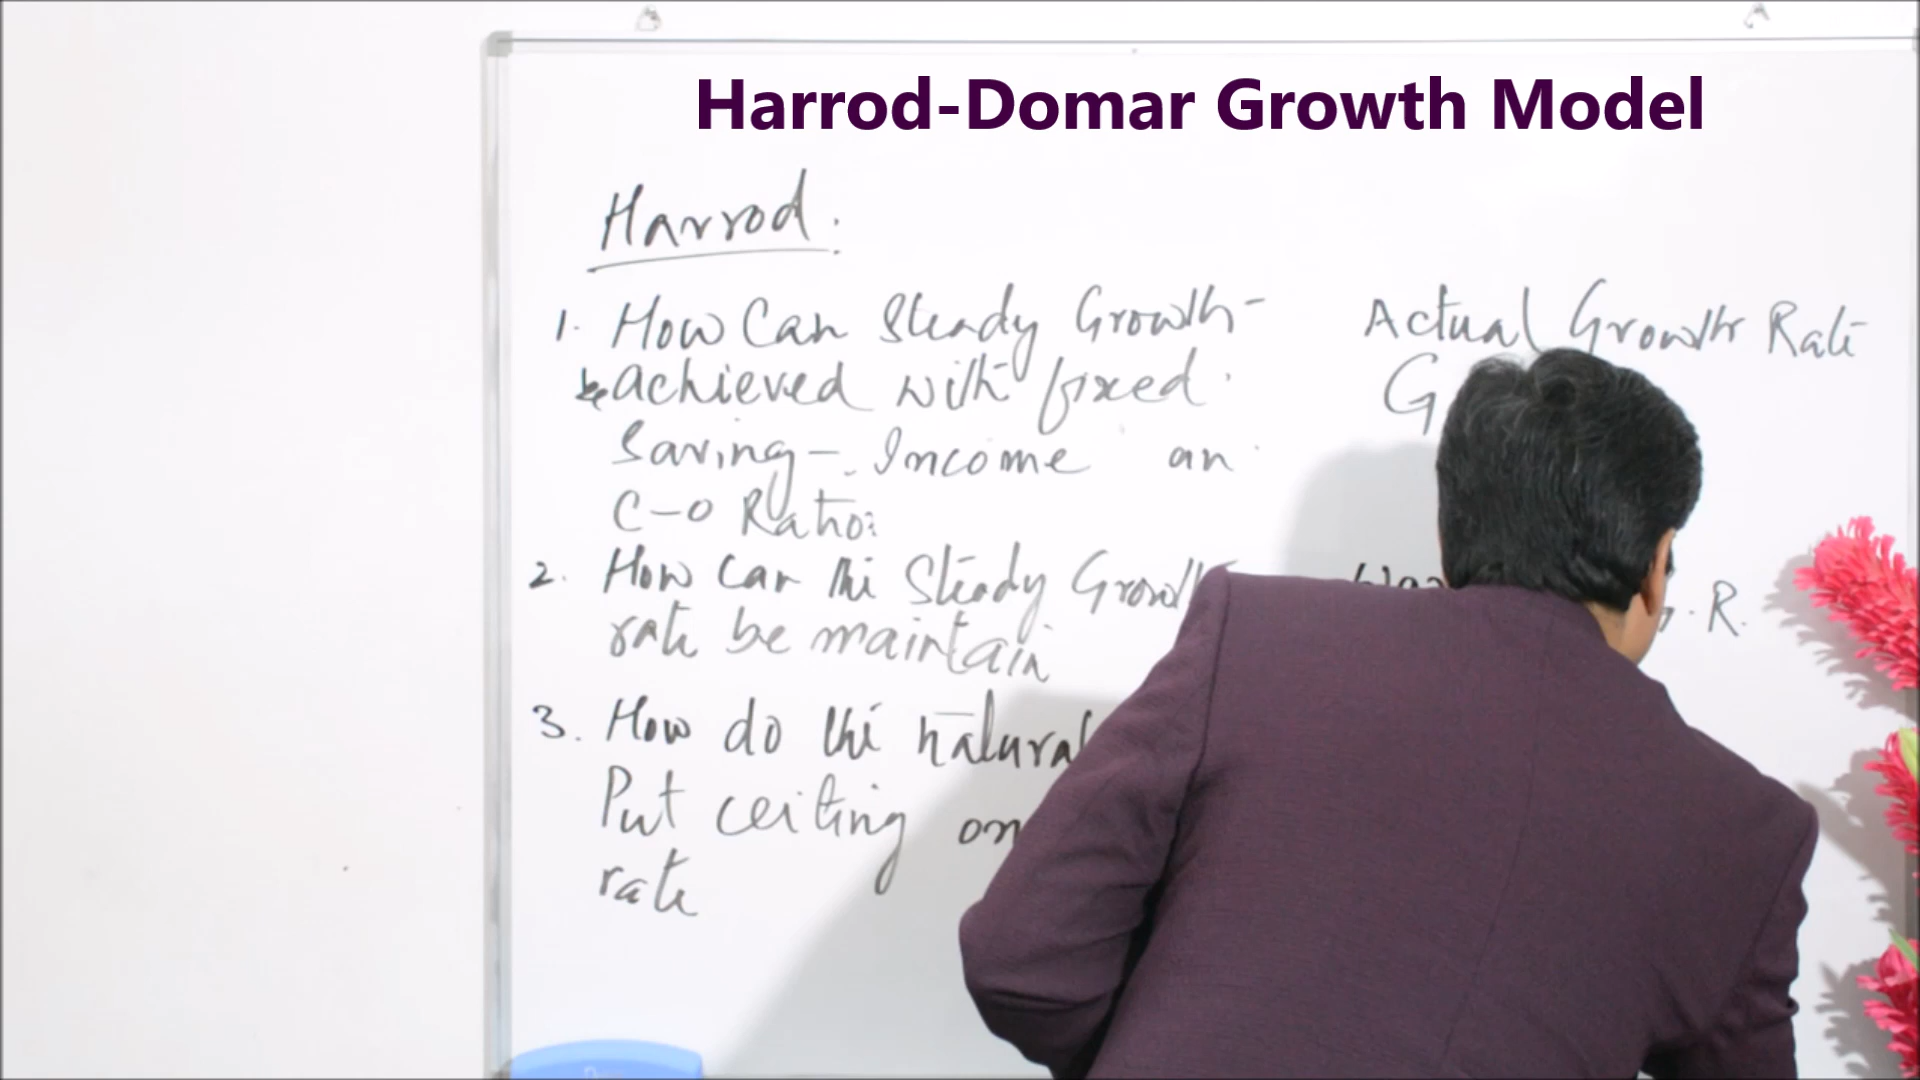 Harrod-Domar Growth Model
Harrod:
1. How Can Steady Growth-
be achieved with fixed
Saving - Income an
C-O Ratio:
2. How can the Steady Growth
rate be maintain
3. How do the natural
Put ceiling on
rate
Actual Growth Rate
G
. R.